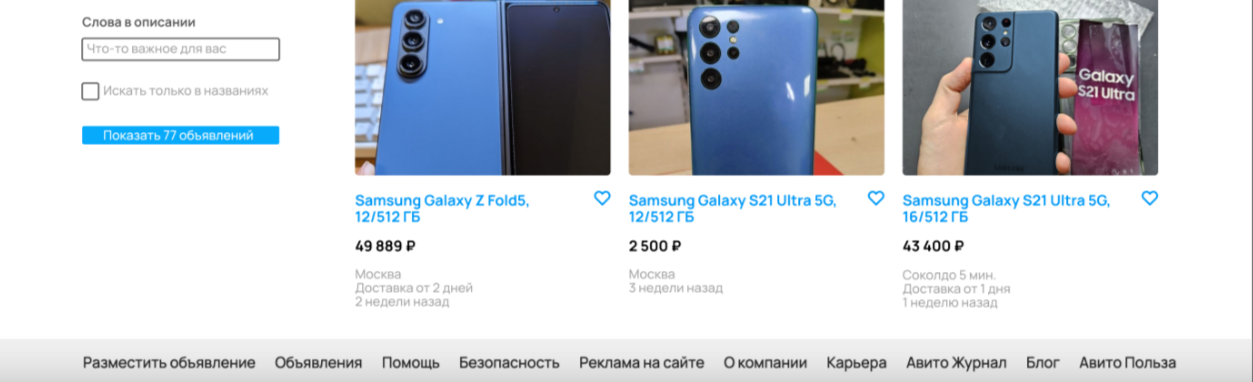 Слова в описании
Что-то важное для вас
Искать только в названиях
Показать 77 объявлений
Galaxy
S21 Ultra
Samsung Galaxy Z Fold5,
12/512 ГБ
49 889 ₽
Москва
Доставка от 2 дней
2 недели назад
Samsung Galaxy S21 Ultra 5G,
12/512 ГБ
2 500 ₽
Москва
3 недели назад
Samsung Galaxy S21 Ultra 5G,
16/512 ГБ
43 400 ₽
Соколдо 5 мин.
Доставка от 1 дня
1 неделю назад
Разместить объявление Объявления Помощь Безопасность Реклама на сайте О компании Карьера Авито Журнал Блог Авито Польза